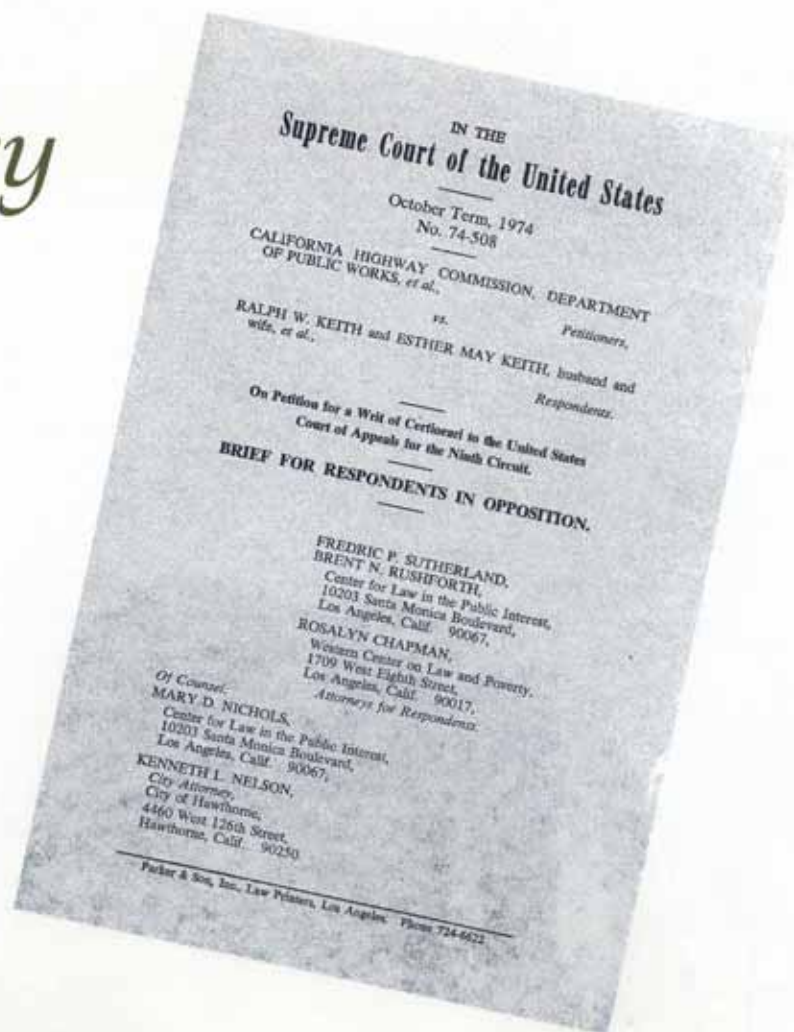 ry
IN THE
Supreme Court of the United States
October Term, 1974
No. 74-508
CALIFORNIA HIGHWAY COMMISSION, DEPARTMENT
OF PUBLIC WORKS, et al.,
Petitioners,
vs.
RALPH W. KEITH and ESTHER MAY KEITH, husband and
wife, et al.,
Respondents.
On Petition for a Writ of Certiorari to the United States
Court of Appeals for the Ninth Circuit.
BRIEF FOR RESPONDENTS IN OPPOSITION.
FREDRIC P. SUTHERLAND,
BRENT N. RUSHFORTH,
Center for Law in the Public Interest,
10203 Santa Monica Boulevard,
Los Angeles, Calif. 90067,
ROSALYN CHAPMAN,
Western Center on Law and Poverty,
1709 West Eighth Street,
Los Angeles, Calif. 90017,
Attorneys for Respondents.
Of Counsel:
MARY D. NICHOLS,
Center for Law in the Public Interest,
10203 Santa Monica Boulevard,
Los Angeles, Calif. 90067,
KENNETH L. NELSON,
City Attorney,
City of Hawthorne,
4460 West 126th Street,
Hawthorne, Calif. 90250
Parker & Son, Inc., Law Printers, Los Angeles. Phone 724-6622